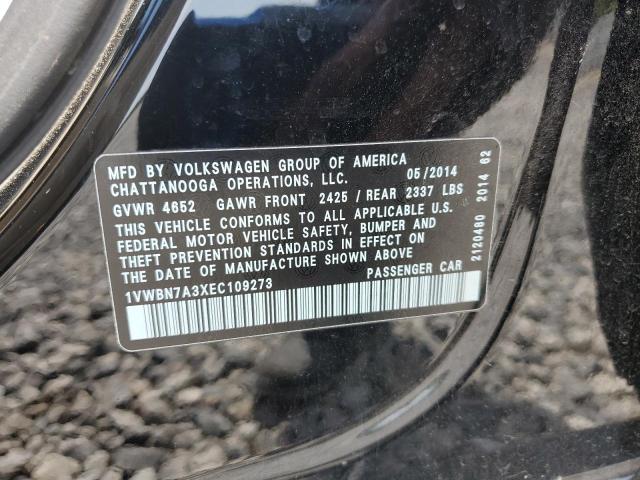 MFD BY VOLKSWAGEN GROUP OF AMERICA
CHATTANOOGA OPERATIONS, LLC. 05/2014
GVWR 4652 GAWR FRONT 2425 / REAR 2337 LBS
THIS VEHICLE CONFORMS TO ALL APPLICABLE U.S.
FEDERAL MOTOR VEHICLE SAFETY, BUMPER AND
THEFT PREVENTION STANDARDS IN EFFECT ON
THE DATE OF MANUFACTURE SHOWN ABOVE
1VWBN7A3XEC109273 PASSENGER CAR
2120480 2014 62